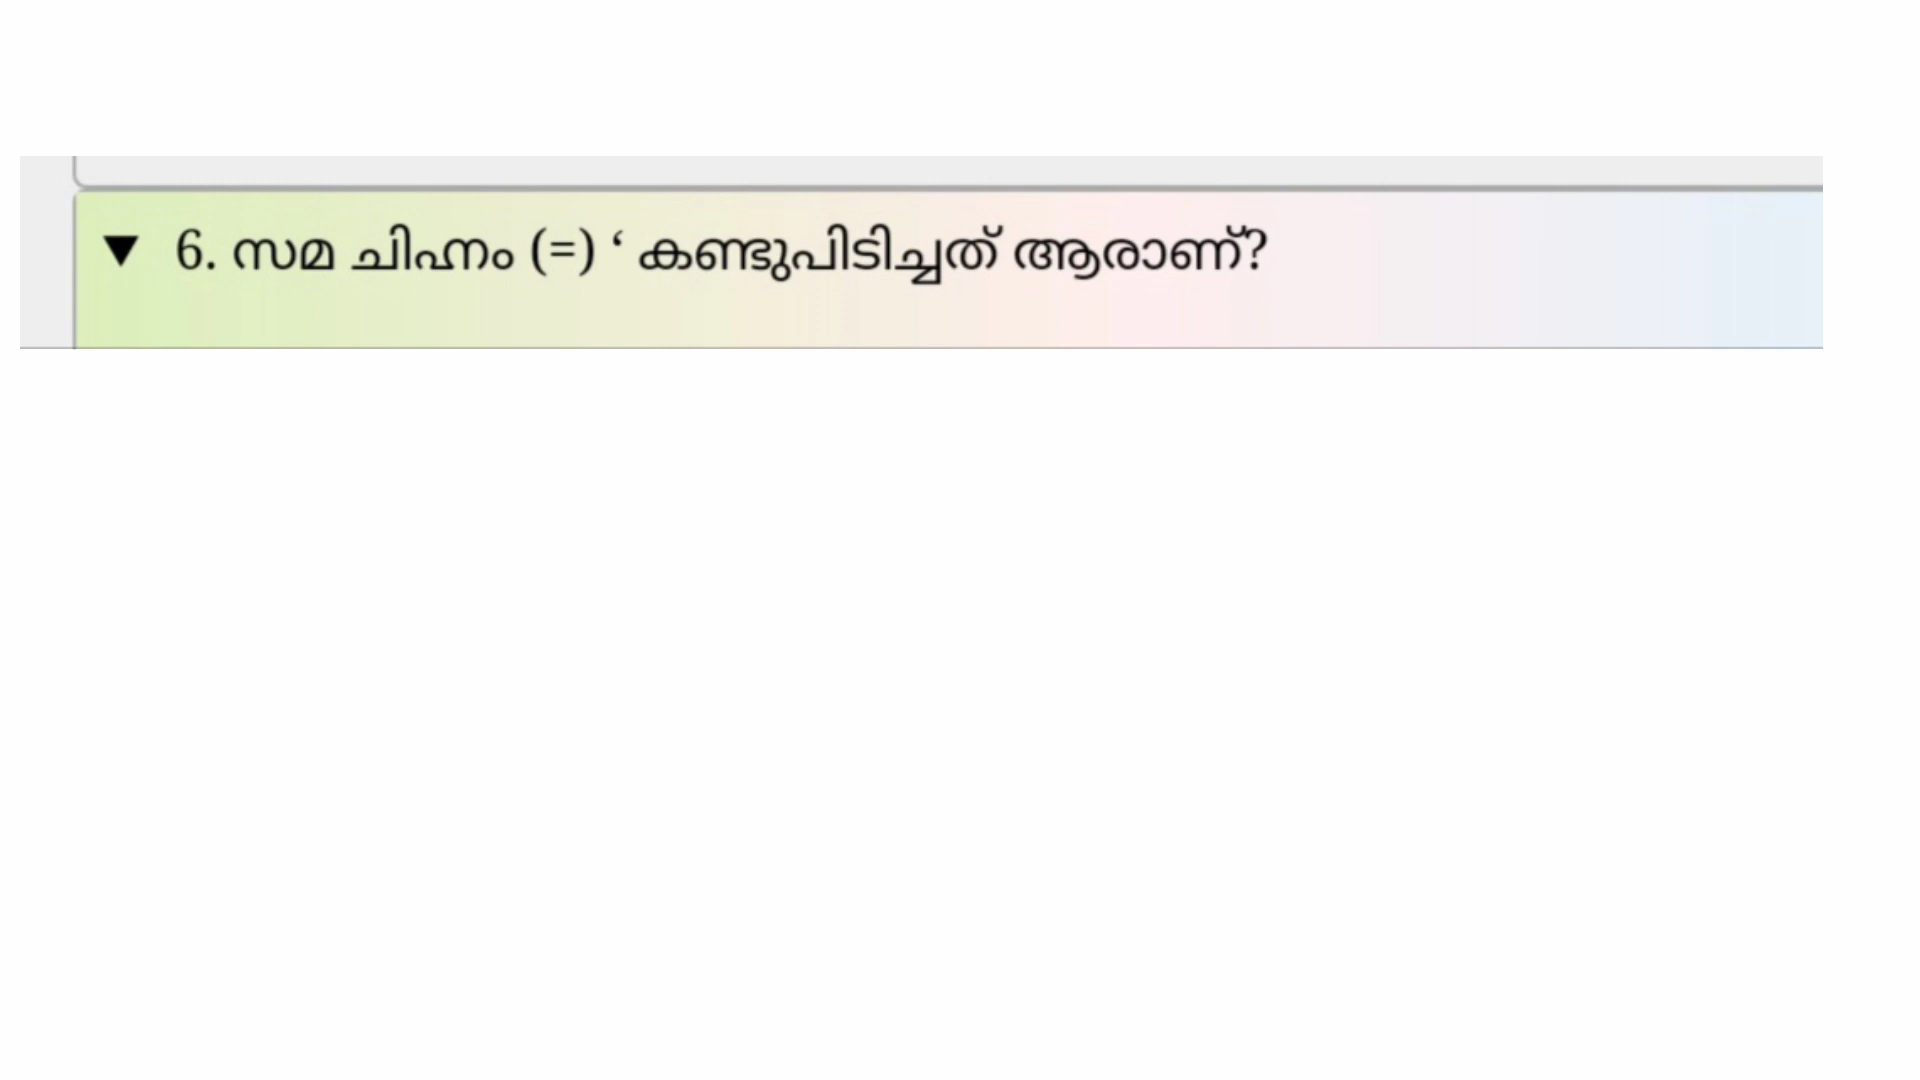 ▼ 6. സമ ചിഹ്നം (=) ‘ കണ്ടുപിടിച്ചത് ആരാണ്?